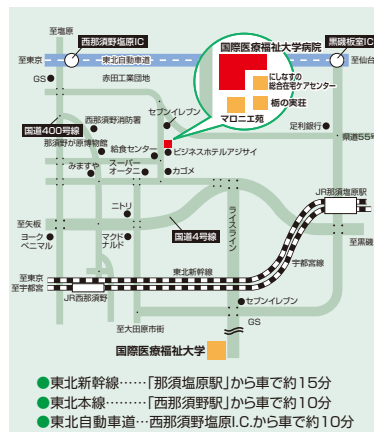 至塩原
西那須野塩原IC
黒磯板室IC
国際医療福祉大学病院
至東京
東北自動車道
至仙台
GS
赤田工業団地
にしなすの
総合在宅ケアセンター
栃の実荘
マロニエ苑
セブンイレブン
西那須野消防署
国道400号線
足利銀行
県道55号
那須野が原博物館
給食センター
ビジネスホテルアジサイ
みますや
スーパー
オータニ
カゴメ
JR那須塩原駅
ニトリ
ライスライン
至矢板
国道4号線
ヨーク
ベニマル
マクド
ナルド
至黒磯
宇都宮線
至東京
東北新幹線
至宇都宮
JR西那須野
セブンイレブン
GS
至大田原市街
国際医療福祉大学
●東北新幹線……「那須塩原駅」から車で約15分
●東北本線………「西那須野駅」から車で約10分
●東北自動車道…西那須野塩原I.C.から車で約10分